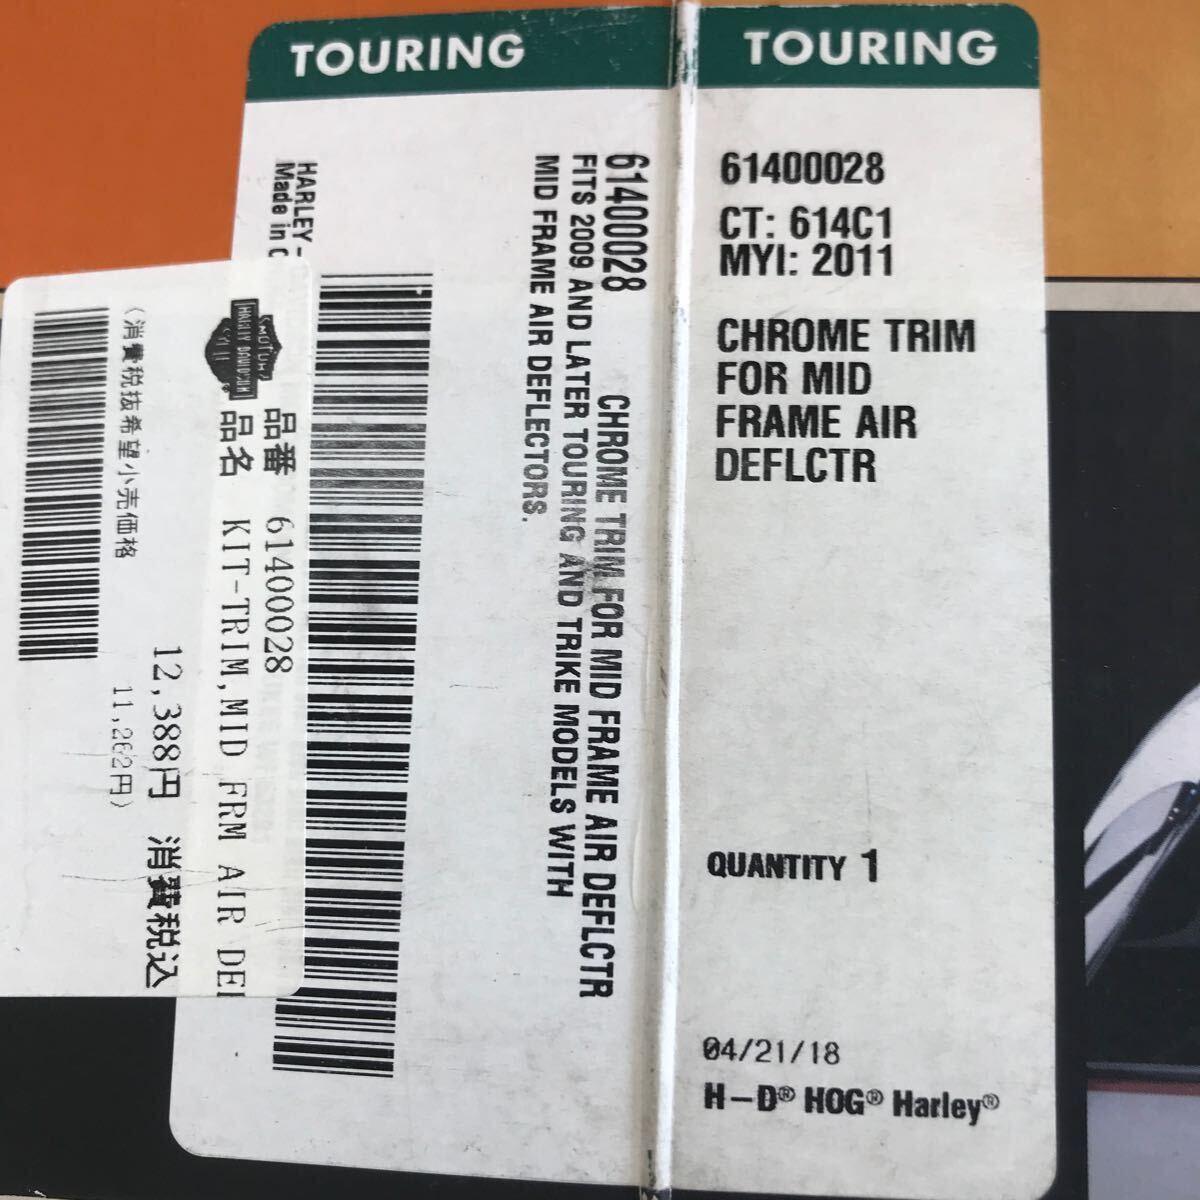 TOURING
TOURING
61400028
CT: 614C1
MYI: 2011
CHROME TRIM
FOR MID
FRAME AIR
DEFLCTR
QUANTITY 1
04/21/18
H-D® HOG® Harley®
61400028 CHROME TRIM FOR MID FRAME AIR DEFLCTR
FITS 2009 AND LATER TOURING AND TRIKE MODELS WITH
MID FRAME AIR DEFLECTORS.
HARLEY-
Made in
MOTOR
HARLEY-DAVIDSON
品番 61400028
品名 KIT-TRIM,MID FRM AIR DEF
12,388円 消費税込
(消費税抜希望小売価格 11,262円)